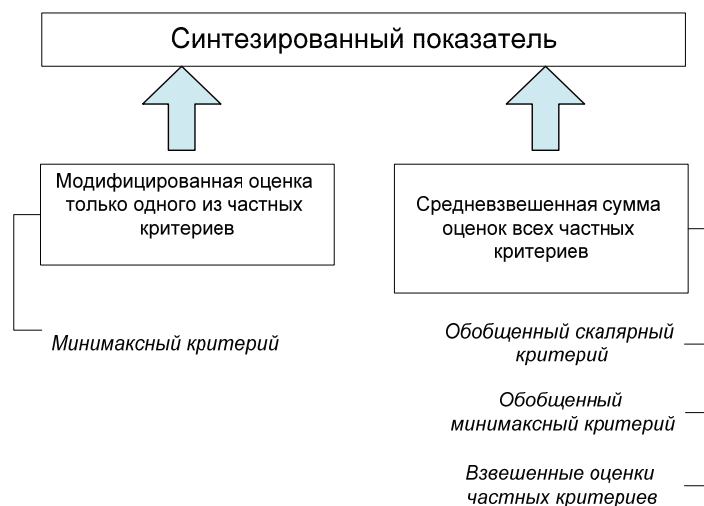 Синтезированный показатель
Модифицированная оценка
только одного из частных
критериев
Средневзвешенная сумма
оценок всех частных
критериев
Минимаксный критерий
Обобщенный скалярный
критерий
Обобщенный
минимаксный критерий
Взвешенные оценки
частных критериев